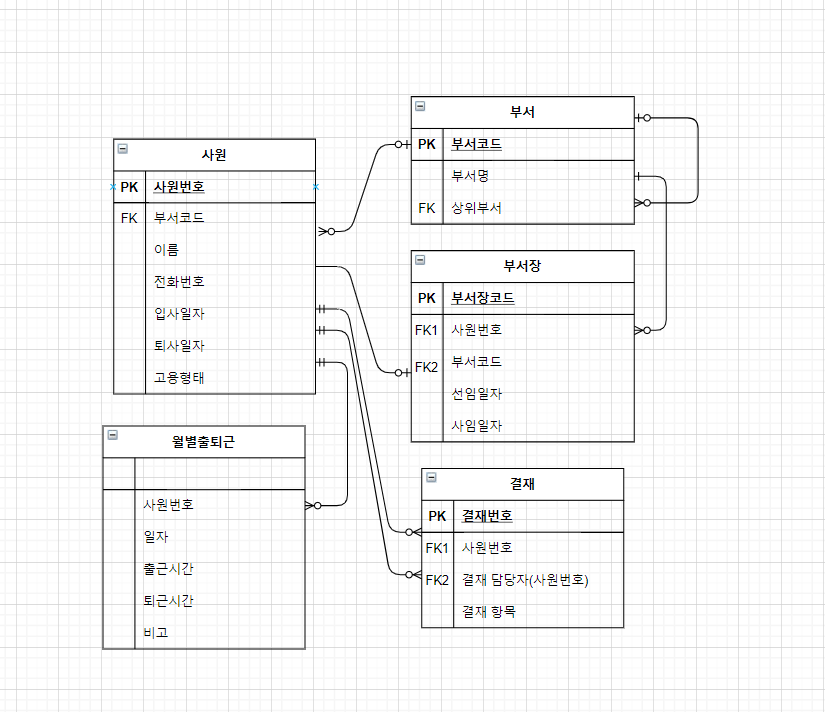 사원
PK 사원번호
FK 부서코드
이름
전화번호
입사일자
퇴사일자
고용형태
부서
PK 부서코드
부서명
FK 상위부서
부서장
PK 부서장코드
FK1 사원번호
FK2 부서코드
선임일자
사임일자
월별출퇴근
사원번호
일자
출근시간
퇴근시간
비고
결재
PK 결재번호
FK1 사원번호
FK2 결재 담당자(사원번호)
결재 항목